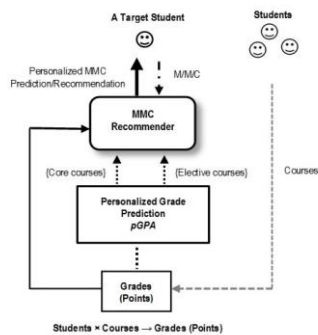 A Target Student
Students
Personalized MMC
Prediction/Recommendation
M/M/C
MMC
Recommender
{Core courses}
{Elective courses}
Courses
Personalized Grade
Prediction
pGPA
Grades
(Points)
Students × Courses → Grades (Points)